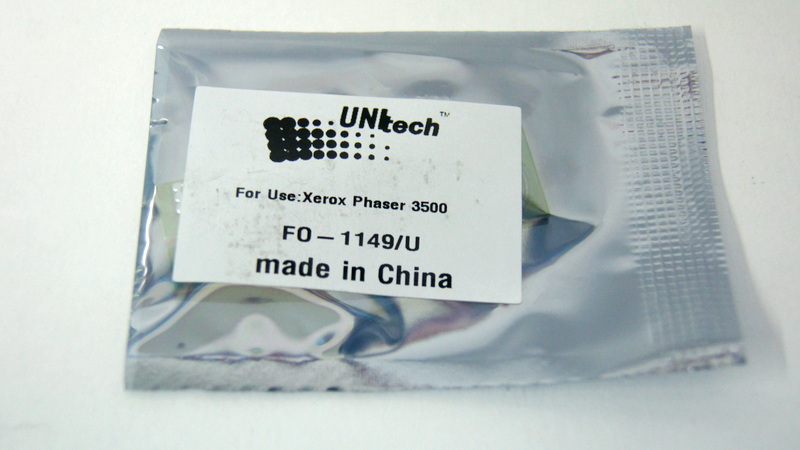 UNItech™
For Use:Xerox Phaser 3500
FO-1149/U
made in China